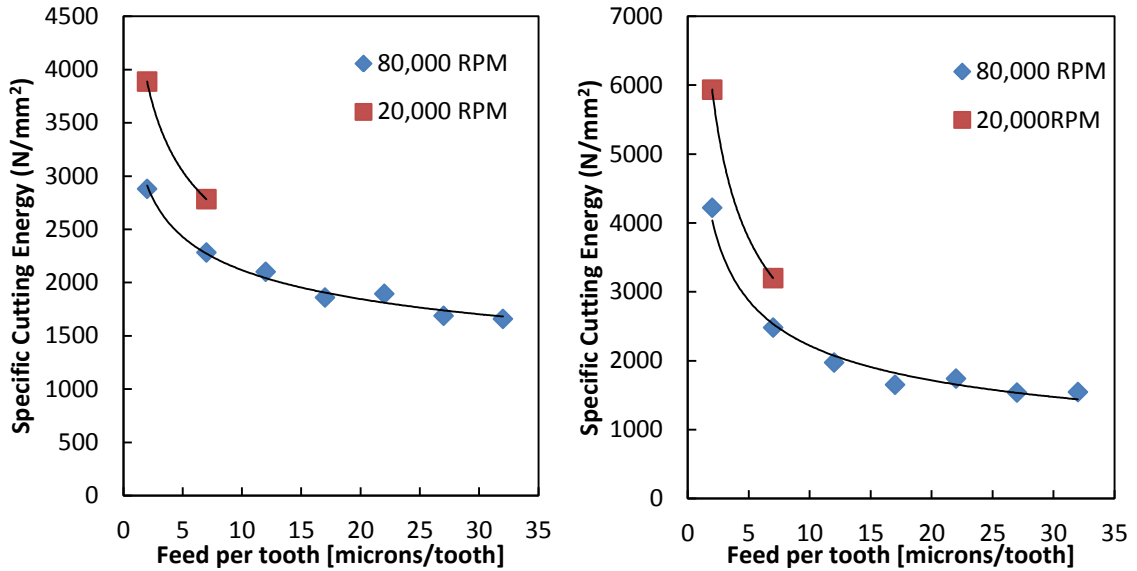 4500
4000
3500
3000
2500
2000
1500
1000
500
0
0 5 10 15 20 25 30 35
Specific Cutting Energy (N/mm²)
Feed per tooth [microns/tooth]
80,000 RPM
20,000 RPM
7000
6000
5000
4000
3000
2000
1000
0
0 5 10 15 20 25 30 35
Specific Cutting Energy (N/mm²)
Feed per tooth [microns/tooth]
80,000 RPM
20,000RPM